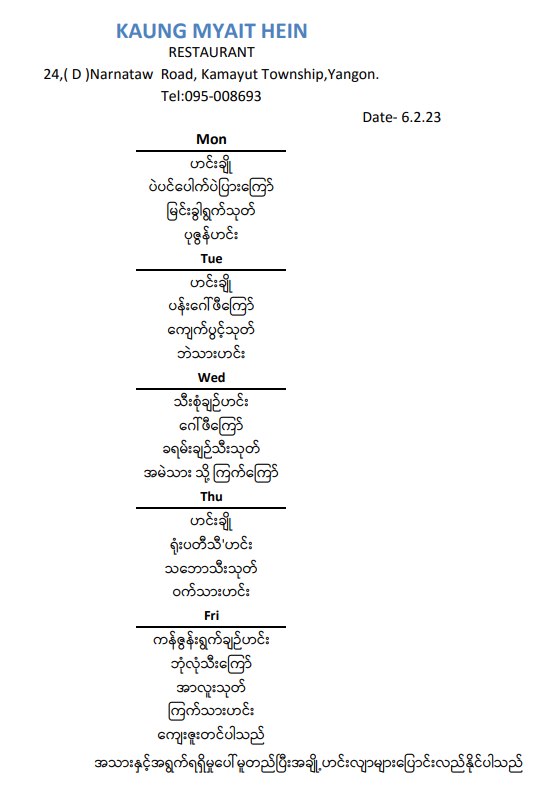 KAUNG MYAIT HEIN
RESTAURANT
24,( D )Narnataw Road, Kamayut Township,Yangon.
Tel:095-008693
Date- 6.2.23
Mon
ဟင်းချို
ပဲပင်ပေါက်ပဲပြားကြော်
မြင်းခွါရွက်သုတ်
ပုဇွန်ဟင်း
Tue
ဟင်းချို
ပန်းဂေါ်ဖီကြော်
ကျောက်ပွင့်သုတ်
ဘဲသားဟင်း
Wed
သီးစုံချဉ်ဟင်း
ဂေါ်ဖီကြော်
ခရမ်းချဉ်သီးသုတ်
အမဲသား သို့ ကြက်ကြော်
Thu
ဟင်းချို
ရုံးပတီသီ'ဟင်း
သဘောသီးသုတ်
ဝက်သားဟင်း
Fri
ကန်ဇွန်းရွက်ချဉ်ဟင်း
ဘုံလုံသီးကြော်
အာလူးသုတ်
ကြက်သားဟင်း
ကျေးဇူးတင်ပါသည်
အသားနှင့်အရွက်ရရှိမှုပေါ်မူတည်ပြီးအချို့ဟင်းလျာများပြောင်းလည်နိုင်ပါသည်